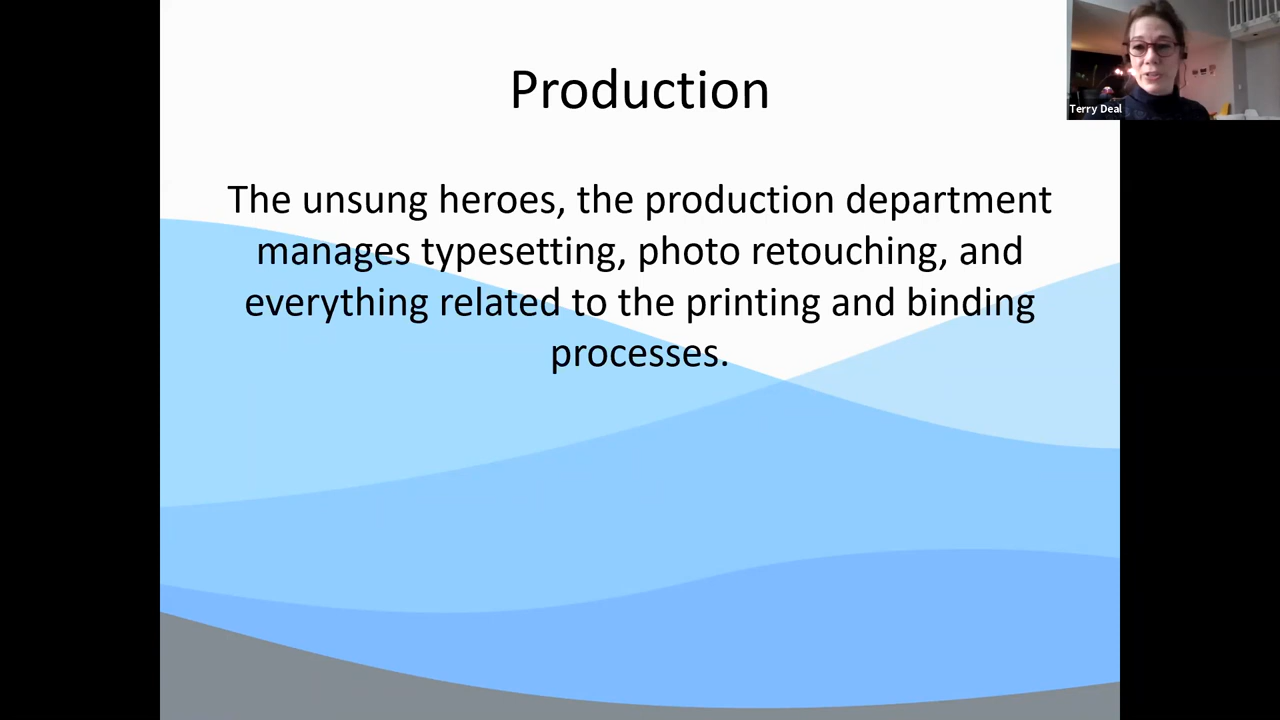 Production
The unsung heroes, the production department
manages typesetting, photo retouching, and
everything related to the printing and binding
processes.
Terry Deal